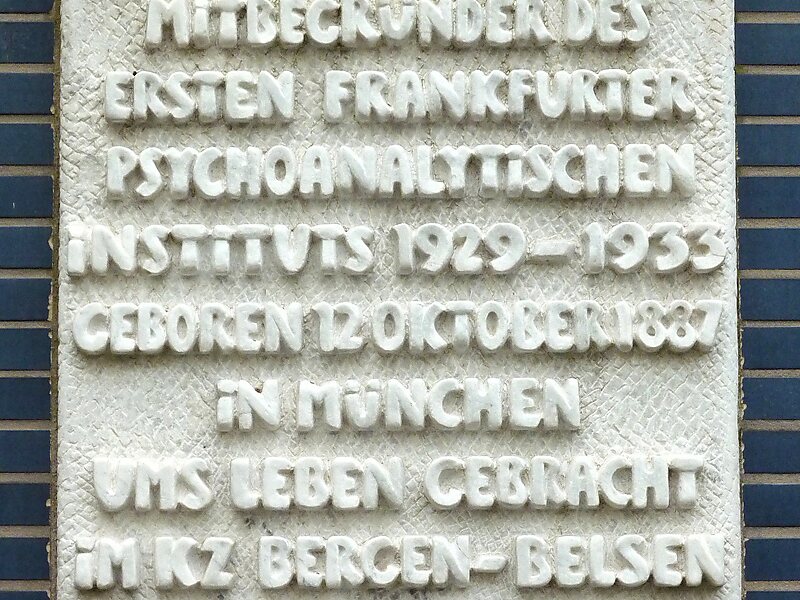 MiTBEGRÜNDER DES
ERSTEN FRANKFURTER
PSYCHOANALYTiSCHEN
iNSTiTUTS 1929 – 1933
GEBOREN 12 OKTOBER 1887
iN MÜNCHEN
UMS LEBEN GEBRACHT
iM KZ BERGEN-BELSEN